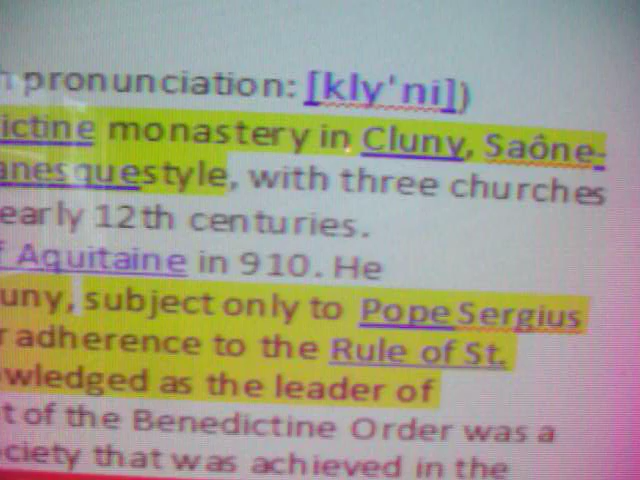 pronunciation: [kly'ni])
ictine monastery in Cluny, Saône-
anesquestyle, with three churches
early 12th centuries.
f Aquitaine in 910. He
uny, subject only to Pope Sergius
r adherence to the Rule of St.
wledged as the leader of
t of the Benedictine Order was a
ciety that was achieved in the